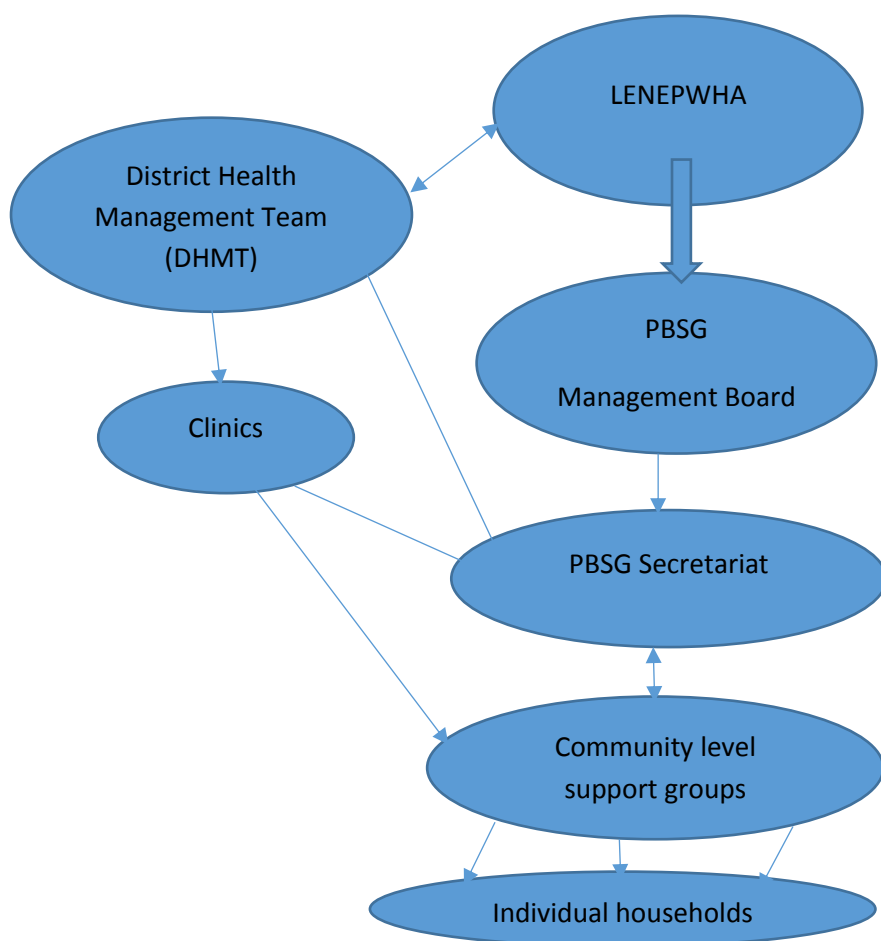 LENEPWHA
District Health
Management Team
(DHMT)
PBSG
Management Board
Clinics
PBSG Secretariat
Community level
support groups
Individual households